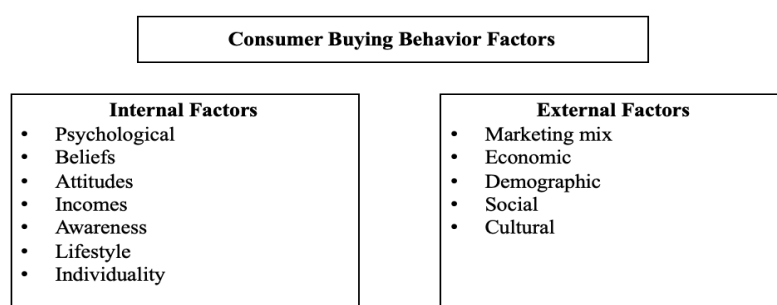 Consumer Buying Behavior Factors
Internal Factors
• Psychological
• Beliefs
• Attitudes
• Incomes
• Awareness
• Lifestyle
• Individuality
External Factors
• Marketing mix
• Economic
• Demographic
• Social
• Cultural